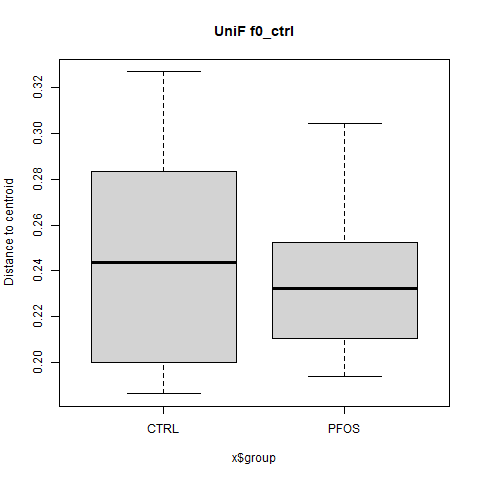 UniF f0_ctrl
Distance to centroid
0.32
0.30
0.28
0.26
0.24
0.22
0.20
CTRL PFOS
x$group